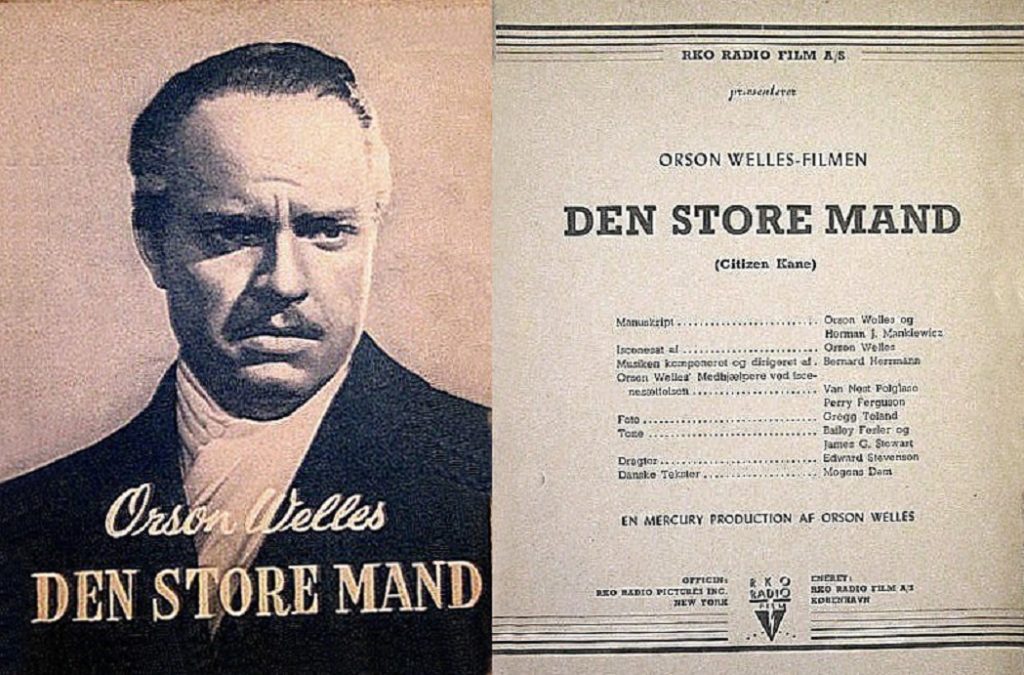 Orson Welles
DEN STORE MAND
RKO RADIO FILM A/S
præsenterer
ORSON WELLES-FILMEN
DEN STORE MAND
(Citizen Kane)
Manuskript . . . . . . . . . . . . . . . . . . . . . . . Orson Welles og
Herman J. Mankiewicz
Iscenesat af . . . . . . . . . . . . . . . . . . . . . . . Orson Welles
Musiken komponeret og dirigeret af . Bernard Herrmann
Orson Welles' Medhjælpere ved isce-
nesættelsen . . . . . . . . . . . . . . . . . . . . . Van Nest Polglase
Perry Ferguson
Foto . . . . . . . . . . . . . . . . . . . . . . . . . . . . . Gregg Toland
Tone . . . . . . . . . . . . . . . . . . . . . . . . . . . . Bailey Fesler og
James G. Stewart
Dragter . . . . . . . . . . . . . . . . . . . . . . . . . . Edward Stevenson
Danske Tekster . . . . . . . . . . . . . . . . . . . Mogens Dam
EN MERCURY PRODUCTION AF ORSON WELLES
OFFICIN:
RKO RADIO PICTURES INC.
NEW YORK
RKO
RADIO
FILM
ENERET:
RKO RADIO FILM A/S
KØBENHAVN